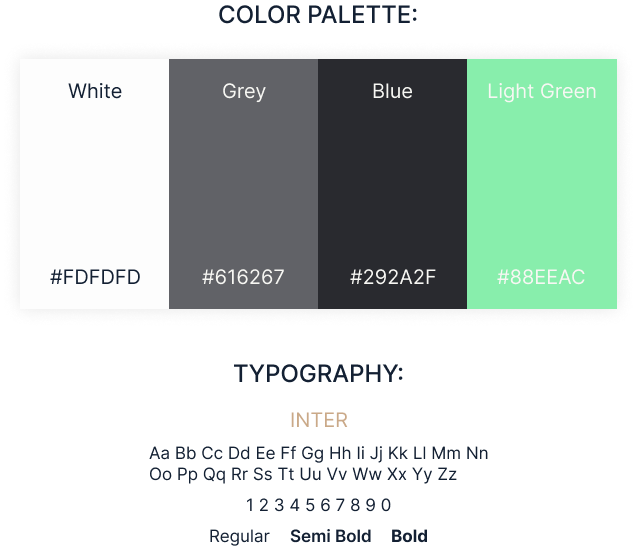 COLOR PALETTE:
White Grey Blue Light Green
#FDFDFD #616267 #292A2F #88EEAC
TYPOGRAPHY:
INTER
Aa Bb Cc Dd Ee Ff Gg Hh Ii Jj Kk Ll Mm Nn
Oo Pp Qq Rr Ss Tt Uu Vv Ww Xx Yy Zz
1 2 3 4 5 6 7 8 9 0
Regular Semi Bold Bold